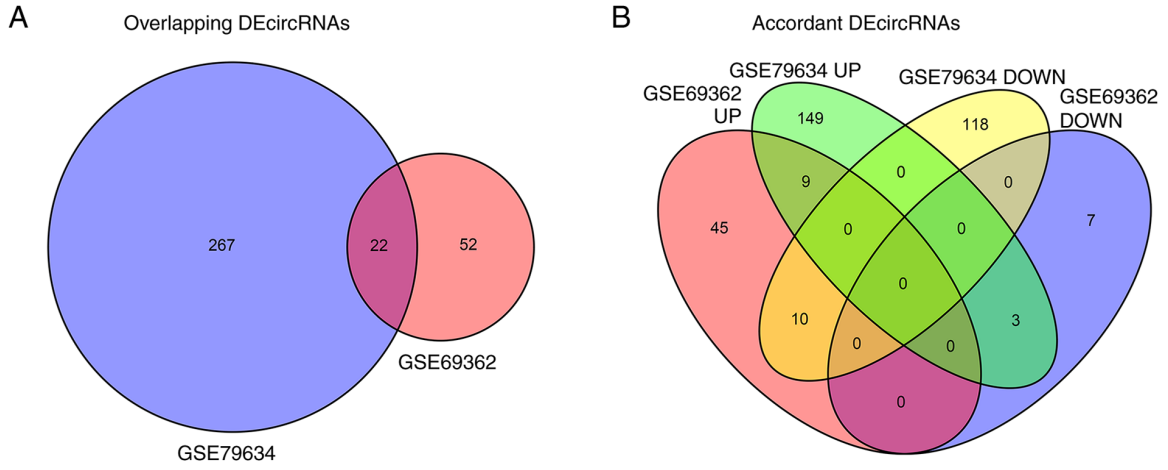 A
Overlapping DEcircRNAs
267
22
52
GSE69362
GSE79634
B
Accordant DEcircRNAs
GSE69362
UP
GSE79634 UP
GSE79634 DOWN
GSE69362
DOWN
149
118
9
0
0
45
0
0
7
0
10
3
0
0
0